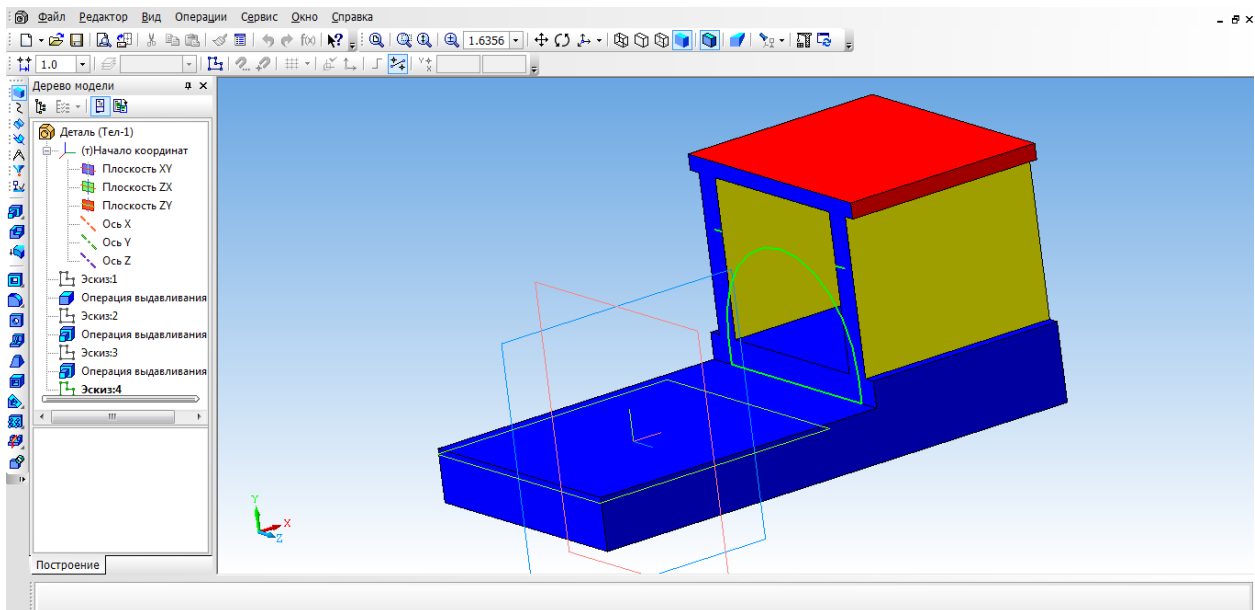 Файл Редактор Вид Операции Сервис Окно Справка
1.6356
1.0
Дерево модели
Деталь (Тел-1)
(т)Начало координат
Плоскость XY
Плоскость ZX
Плоскость ZY
Ось X
Ось Y
Ось Z
Эскиз:1
Операция выдавливания
Эскиз:2
Операция выдавливания
Эскиз:3
Операция выдавливания
Эскиз:4
Построение
Y
X
Z